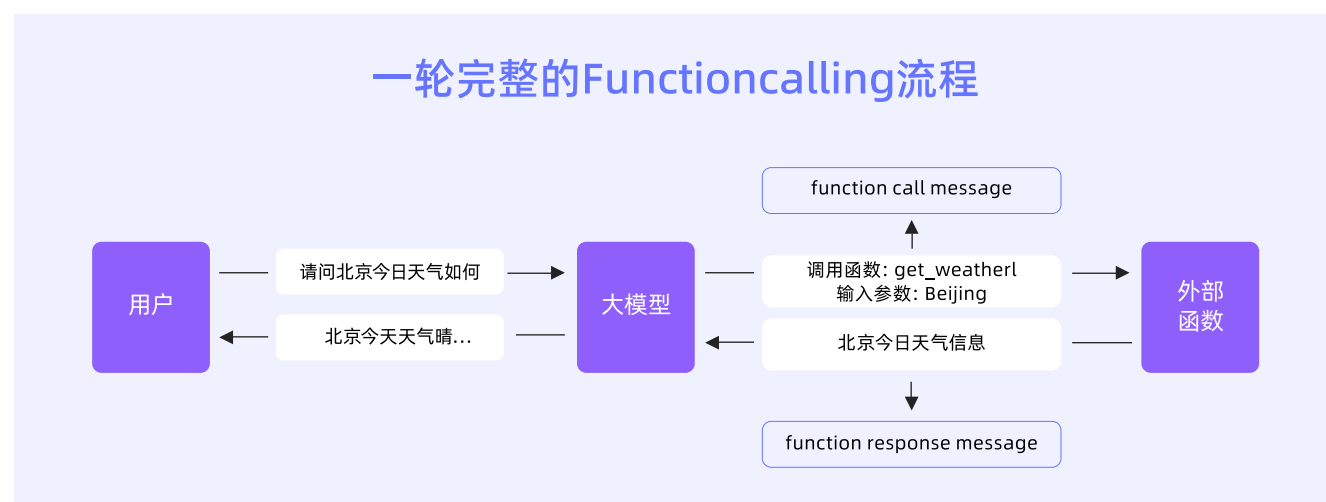 一轮完整的Functioncalling流程
function call message
用户
请问北京今日天气如何
北京今天天气晴...
大模型
调用函数: get_weatherl
输入参数: Beijing
北京今日天气信息
外部
函数
function response message